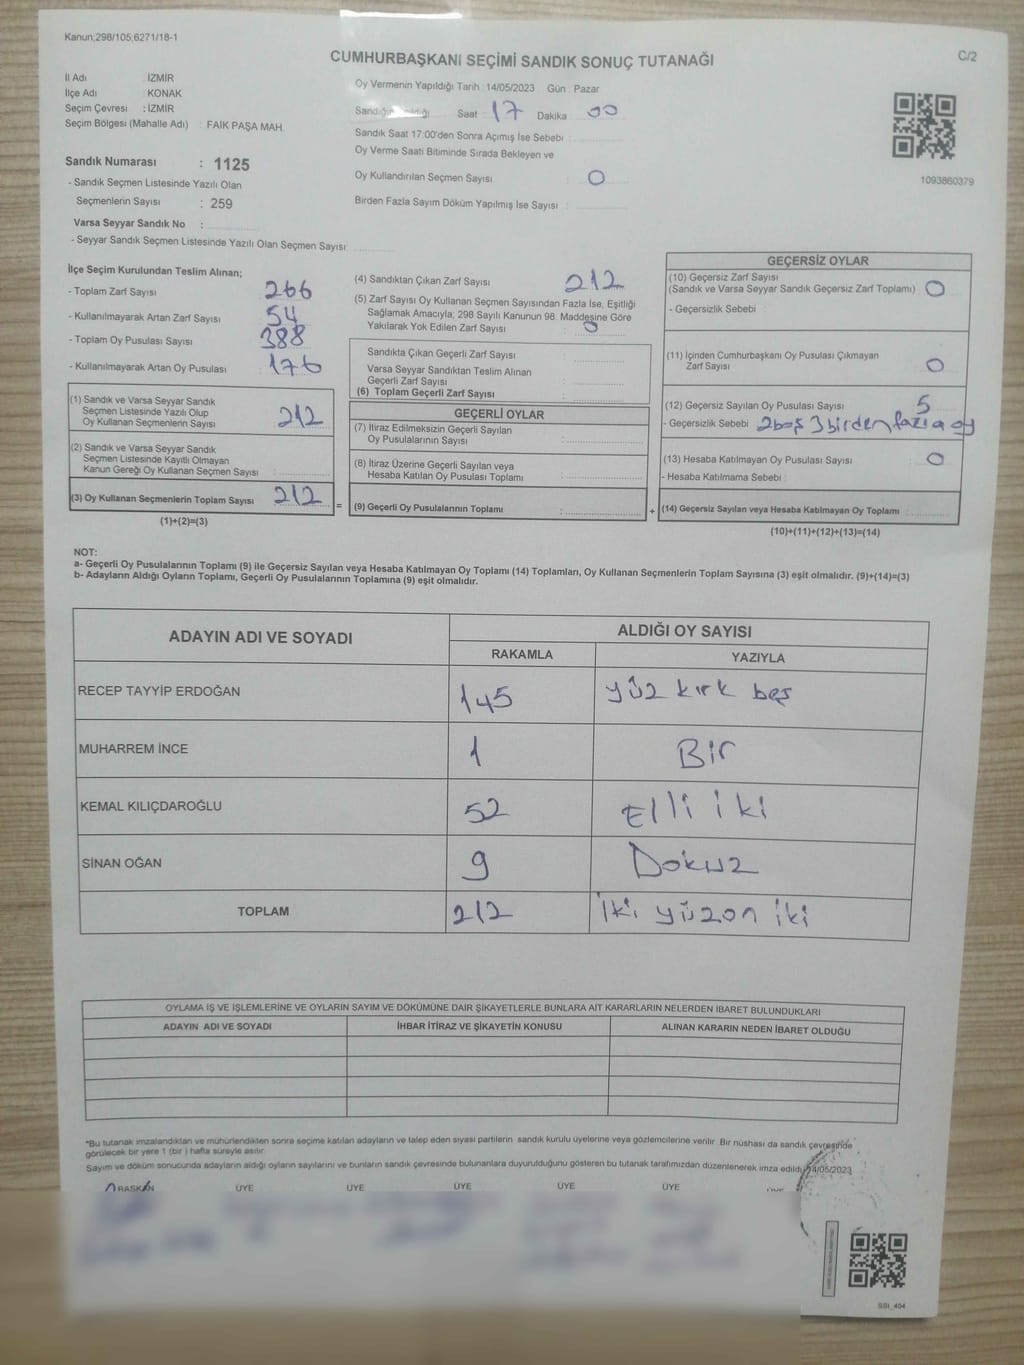 Kanun;298/105;6271/18-1
CUMHURBAŞKANI SEÇİMİ SANDIK SONUÇ TUTANAĞI
C/2
İl Adı İZMİR
İlçe Adı KONAK
Seçim Çevresi : İZMİR
Seçim Bölgesi (Mahalle Adı) : FAİK PAŞA MAH.
Sandık Numarası : 1125
- Sandık Seçmen Listesinde Yazılı Olan
Seçmenlerin Sayısı : 259
Varsa Seyyar Sandık No :
- Seyyar Sandık Seçmen Listesinde Yazılı Olan Seçmen Sayısı:
Oy Vermenin Yapıldığı Tarih : 14/05/2023 Gün : Pazar
Saat 17 Dakika 00
Sandık Saat 17:00'den Sonra Açımış İse Sebebi :
Oy Verme Saati Bitiminde Sırada Bekleyen ve
Oy Kullandırılan Seçmen Sayısı : 0
Birden Fazla Sayım Döküm Yapılmış İse Sayısı :
1093860379
İlçe Seçim Kurulundan Teslim Alınan;
- Toplam Zarf Sayısı : 266
- Kullanılmayarak Artan Zarf Sayısı : 54
- Toplam Oy Pusulası Sayısı : 388
- Kullanılmayarak Artan Oy Pusulası : 176
(1) Sandık ve Varsa Seyyar Sandık
Seçmen Listesinde Yazılı Olup
Oy Kullanan Seçmenlerin Sayısı : 212
(2) Sandık ve Varsa Seyyar Sandık
Seçmen Listesinde Kayıtlı Olmayan
Kanun Gereği Oy Kullanan Seçmen Sayısı :
(3) Oy Kullanan Seçmenlerin Toplam Sayısı : 212
(1)+(2)=(3)
=
(4) Sandıktan Çıkan Zarf Sayısı : 212
(5) Zarf Sayısı Oy Kullanan Seçmen Sayısından Fazla İse, Eşitliği
Sağlamak Amacıyla; 298 Sayılı Kanunun 98. Maddesine Göre
Yakılarak Yok Edilen Zarf Sayısı : 0
Sandıkta Çıkan Geçerli Zarf Sayısı :
Varsa Seyyar Sandıktan Teslim Alınan
Geçerli Zarf Sayısı :
(6) Toplam Geçerli Zarf Sayısı :
GEÇERLİ OYLAR
(7) İtiraz Edilmeksizin Geçerli Sayılan
Oy Pusulalarının Sayısı :
(8) İtiraz Üzerine Geçerli Sayılan veya
Hesaba Katılan Oy Pusulası Toplamı :
(9) Geçerli Oy Pusulalarının Toplamı :
+
GEÇERSİZ OYLAR
(10) Geçersiz Zarf Sayısı
(Sandık ve Varsa Seyyar Sandık Geçersiz Zarf Toplamı) : 0
- Geçersizlik Sebebi :
(11) İçinden Cumhurbaşkanı Oy Pusulası Çıkmayan
Zarf Sayısı : 0
(12) Geçersiz Sayılan Oy Pusulası Sayısı : 5
- Geçersizlik Sebebi : 2 boş 3 birden fazla oy
(13) Hesaba Katılmayan Oy Pusulası Sayısı : 0
- Hesaba Katılmama Sebebi :
(14) Geçersiz Sayılan veya Hesaba Katılmayan Oy Toplamı :
(10)+(11)+(12)+(13)=(14)
NOT:
a- Geçerli Oy Pusulalarının Toplamı (9) ile Geçersiz Sayılan veya Hesaba Katılmayan Oy Toplamı (14) Toplamları, Oy Kullanan Seçmenlerin Toplam Sayısına (3) eşit olmalıdır. (9)+(14)=(3)
b- Adayların Aldığı Oyların Toplamı, Geçerli Oy Pusulalarının Toplamına (9) eşit olmalıdır.
ADAYIN ADI VE SOYADI ALDIĞI OY SAYISI
RAKAMLA YAZIYLA
RECEP TAYYİP ERDOĞAN 145 yüz kırk beş
MUHARREM İNCE 1 Bir
KEMAL KILIÇDAROĞLU 52 Elli iki
SİNAN OĞAN 9 Dokuz
TOPLAM 212 İki yüzon iki
OYLAMA İŞ VE İŞLEMLERİNE VE OYLARIN SAYIM VE DÖKÜMÜNE DAİR ŞİKAYETLERLE BUNLARA AİT KARARLARIN NELERDEN İBARET BULUNDUKLARI
ADAYIN ADI VE SOYADI İHBAR İTİRAZ VE ŞİKAYETİN KONUSU ALINAN KARARIN NEDEN İBARET OLDUĞU
*Bu tutanak imzalandıktan ve mühürlendikten sonra seçime katılan adayların ve talep eden siyasi partilerin sandık kurulu üyelerine veya gözlemcilerine verilir. Bir nüshası da sandık çevresinde
görülecek bir yere 1 (bir) hafta süreyle asılır.
Sayım ve döküm sonucunda adayların aldığı oyların sayılarını ve bunların sandık çevresinde bulunanlara duyurulduğunu gösteren bu tutanak tarafımızdan düzenlenerek imza edildi. 14/05/2023
ÜYE ÜYE ÜYE ÜYE ÜYE
SSI_404